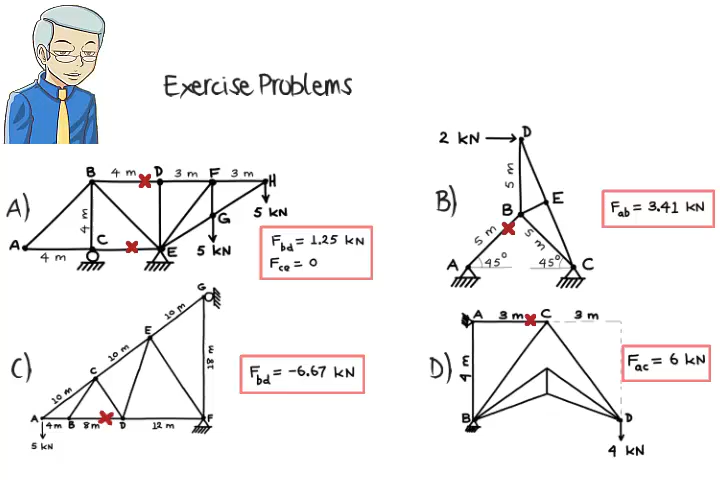 Exercise Problems
A)
B 4 m D 3 m F 3 m H
4 m
G
5 kN
5 kN
A 4 m C E
F_bd = 1.25 kN
F_ce = 0
B)
2 kN D
5 m
B E
5 m 5 m
A 45° 45° C
F_ab = 3.41 kN
C)
G
10 m
E
10 m
C
10 m
18 m
A 4m B 8m D 12 m F
5 kN
F_bd = -6.67 kN
D)
A 3 m C 3 m
4 m
B D
4 kN
F_ac = 6 kN